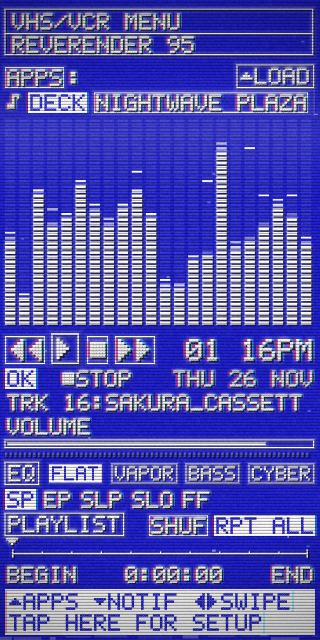 VHS/VCR MENU
REVERENDER 95
APPS: LOAD
DECK NIGHTWAVE PLAZA
01 16PM
OK STOP THU 26 NOV
TRK 16:SAKURA_CASSETT
VOLUME
EQ FLAT VAPOR BASS CYBER
SP EP SLP SLO FF
PLAYLIST SHUF RPT ALL
BEGIN 0:00:00 END
APPS NOTIF SWIPE
TAP HERE FOR SETUP